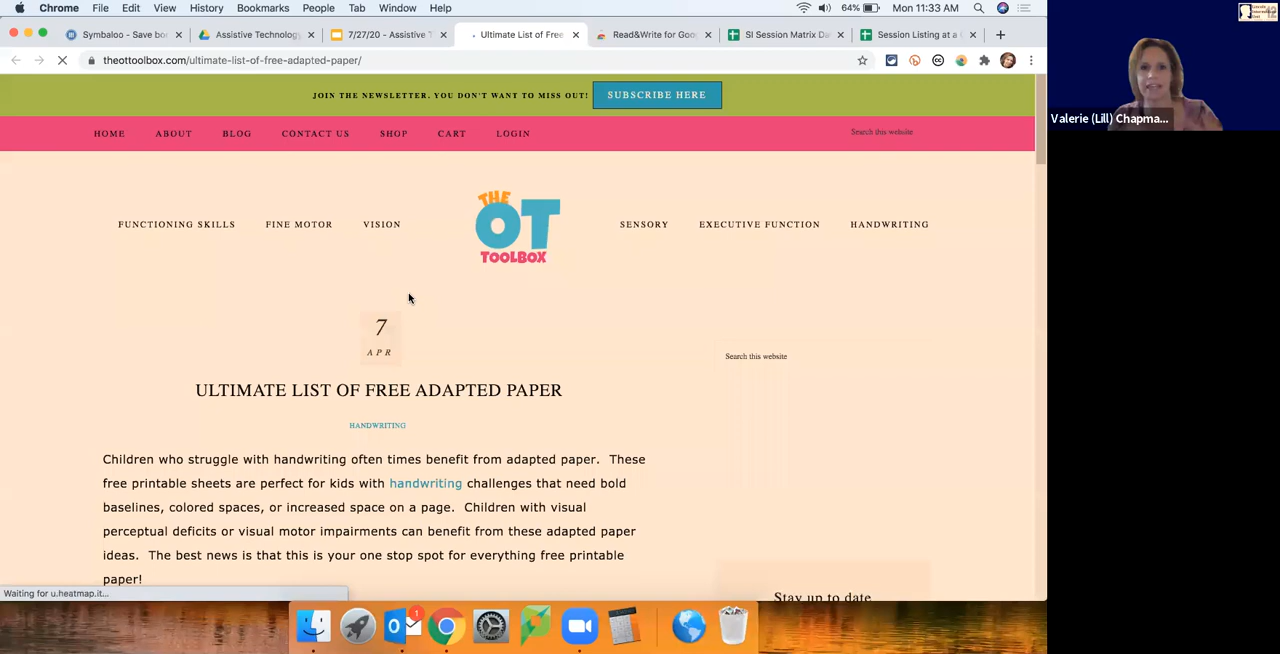 Chrome File Edit View History Bookmarks People Tab Window Help 64% Mon 11:33 AM
Symbaloo - Save bo Assistive Technology 7/27/20 - Assistive T Ultimate List of Free Read&Write for Goo SI Session Matrix Da Session Listing at a
theottoolbox.com/ultimate-list-of-free-adapted-paper/
JOIN THE NEWSLETTER. YOU DON'T WANT TO MISS OUT! SUBSCRIBE HERE
HOME ABOUT BLOG CONTACT US SHOP CART LOGIN Search this website
THE
OT
TOOLBOX
FUNCTIONING SKILLS FINE MOTOR VISION SENSORY EXECUTIVE FUNCTION HANDWRITING
7
APR
Search this website
ULTIMATE LIST OF FREE ADAPTED PAPER
HANDWRITING
Children who struggle with handwriting often times benefit from adapted paper. These
free printable sheets are perfect for kids with handwriting challenges that need bold
baselines, colored spaces, or increased space on a page. Children with visual
perceptual deficits or visual motor impairments can benefit from these adapted paper
ideas. The best news is that this is your one stop spot for everything free printable
paper!
Stay up to date
Waiting for u.heatmap.it...
1
Valerie (Lill) Chapma...